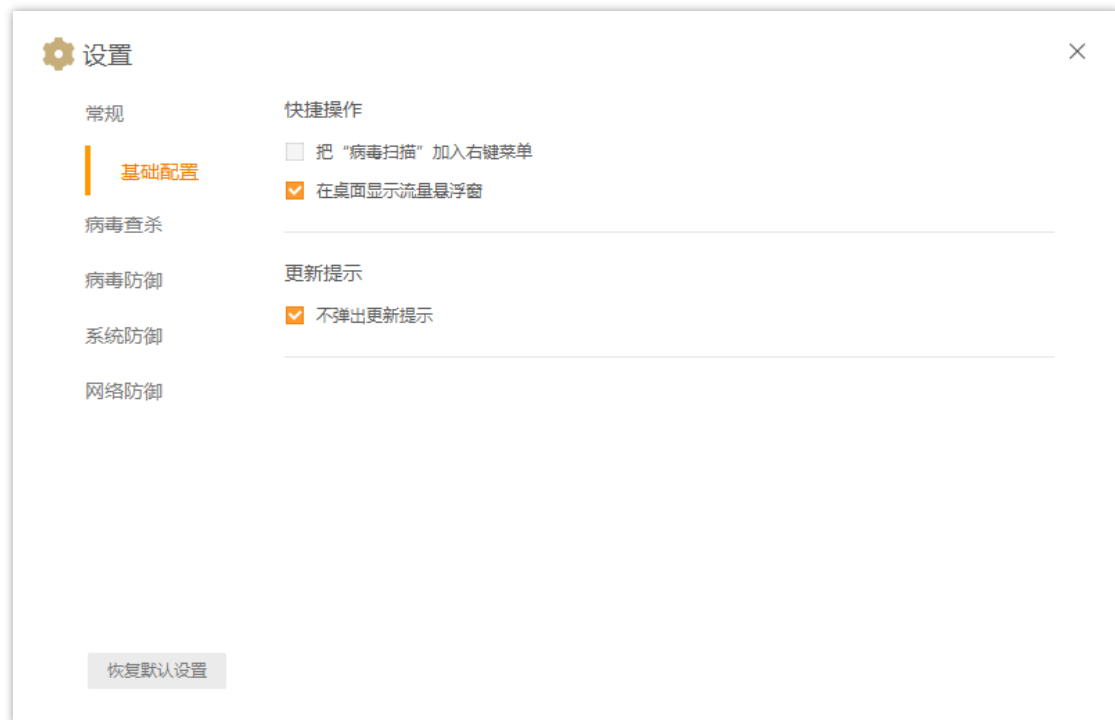 设置
常规
基础配置
病毒查杀
病毒防御
系统防御
网络防御
快捷操作
把“病毒扫描”加入右键菜单
在桌面显示流量悬浮窗
更新提示
不弹出更新提示
恢复默认设置